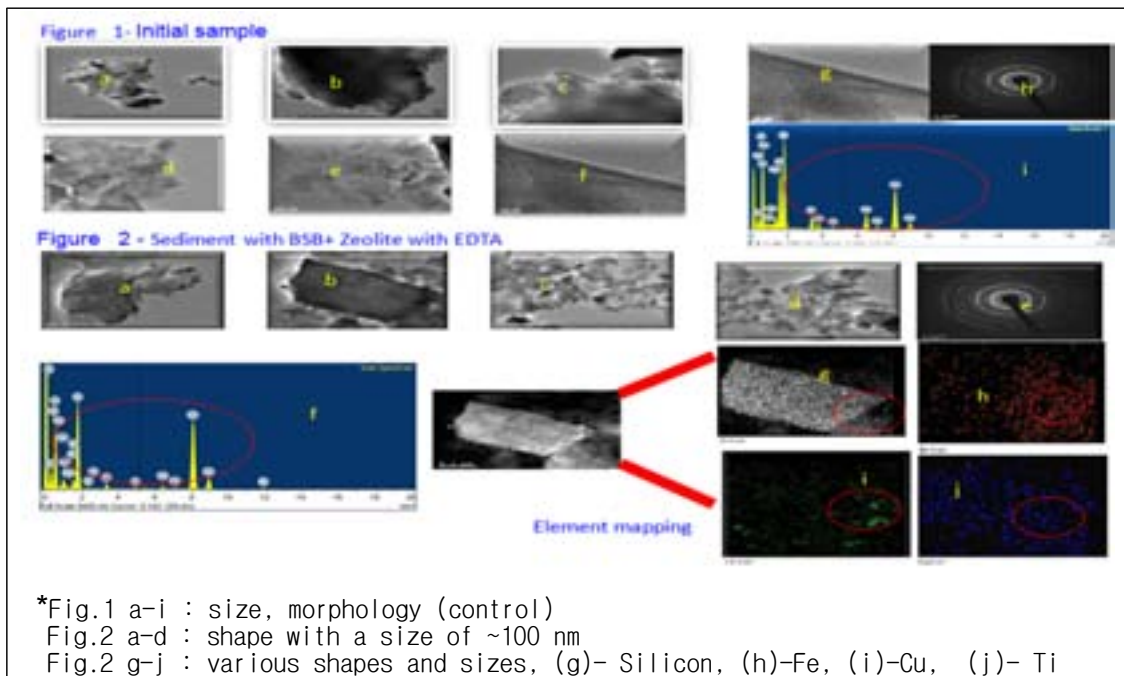 Figure 1- Initial sample
a b c g h
d e f i
Figure 2 - Sediment with BSB+ Zeolite with EDTA
a b c d e
f g h
i j
Element mapping
*Fig.1 a-i : size, morphology (control)
Fig.2 a-d : shape with a size of ~100 nm
Fig.2 g-j : various shapes and sizes, (g)- Silicon, (h)-Fe, (i)-Cu, (j)- Ti